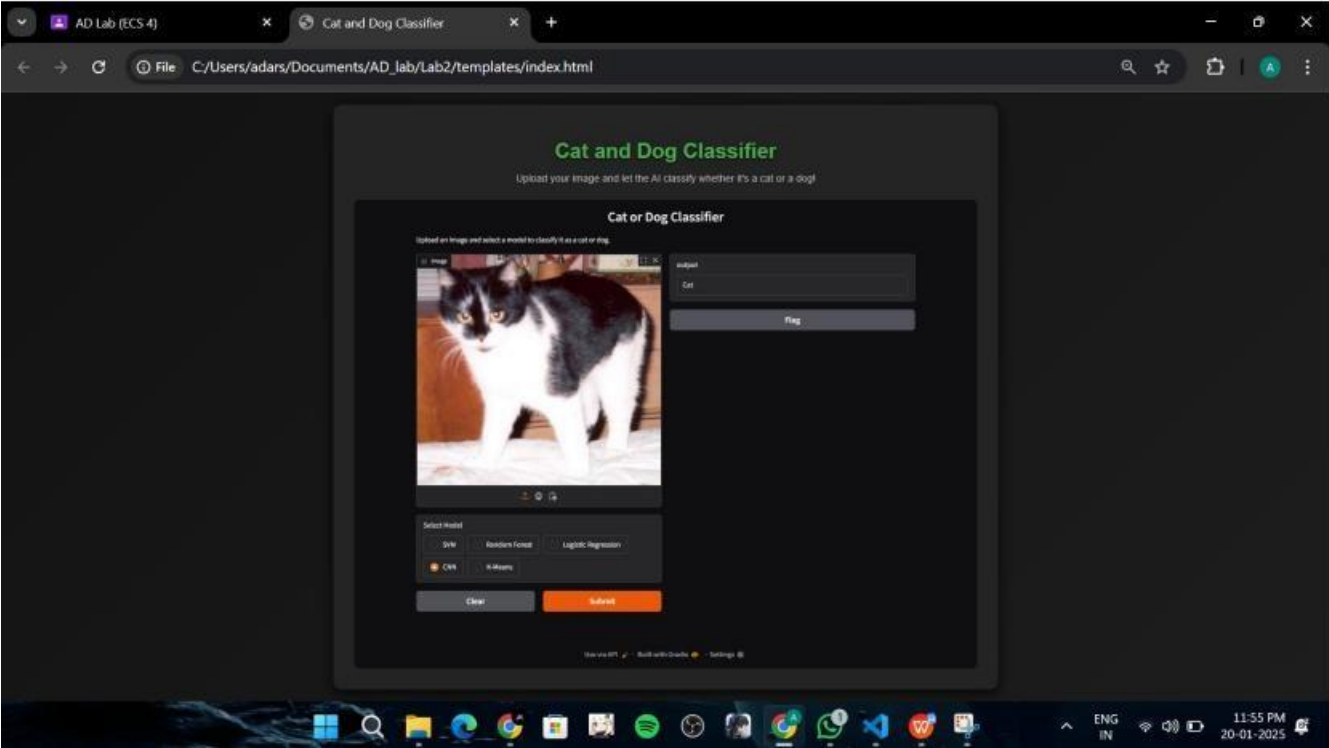 AD Lab (ECS 4)
Cat and Dog Classifier
File
C:/Users/adars/Documents/AD_lab/Lab2/templates/index.html
A
Cat and Dog Classifier
Upload your image and let the AI classify whether it's a cat or a dog!
Cat or Dog Classifier
Upload an image and select a model to classify it as a cat or dog.
Image
output
Cat
Flag
Select Model
SVM
Random Forest
Logistic Regression
CNN
K-Means
Clear
Submit
Use via API · Built with Gradio · Settings
ENG
IN
11:55 PM
20-01-2025